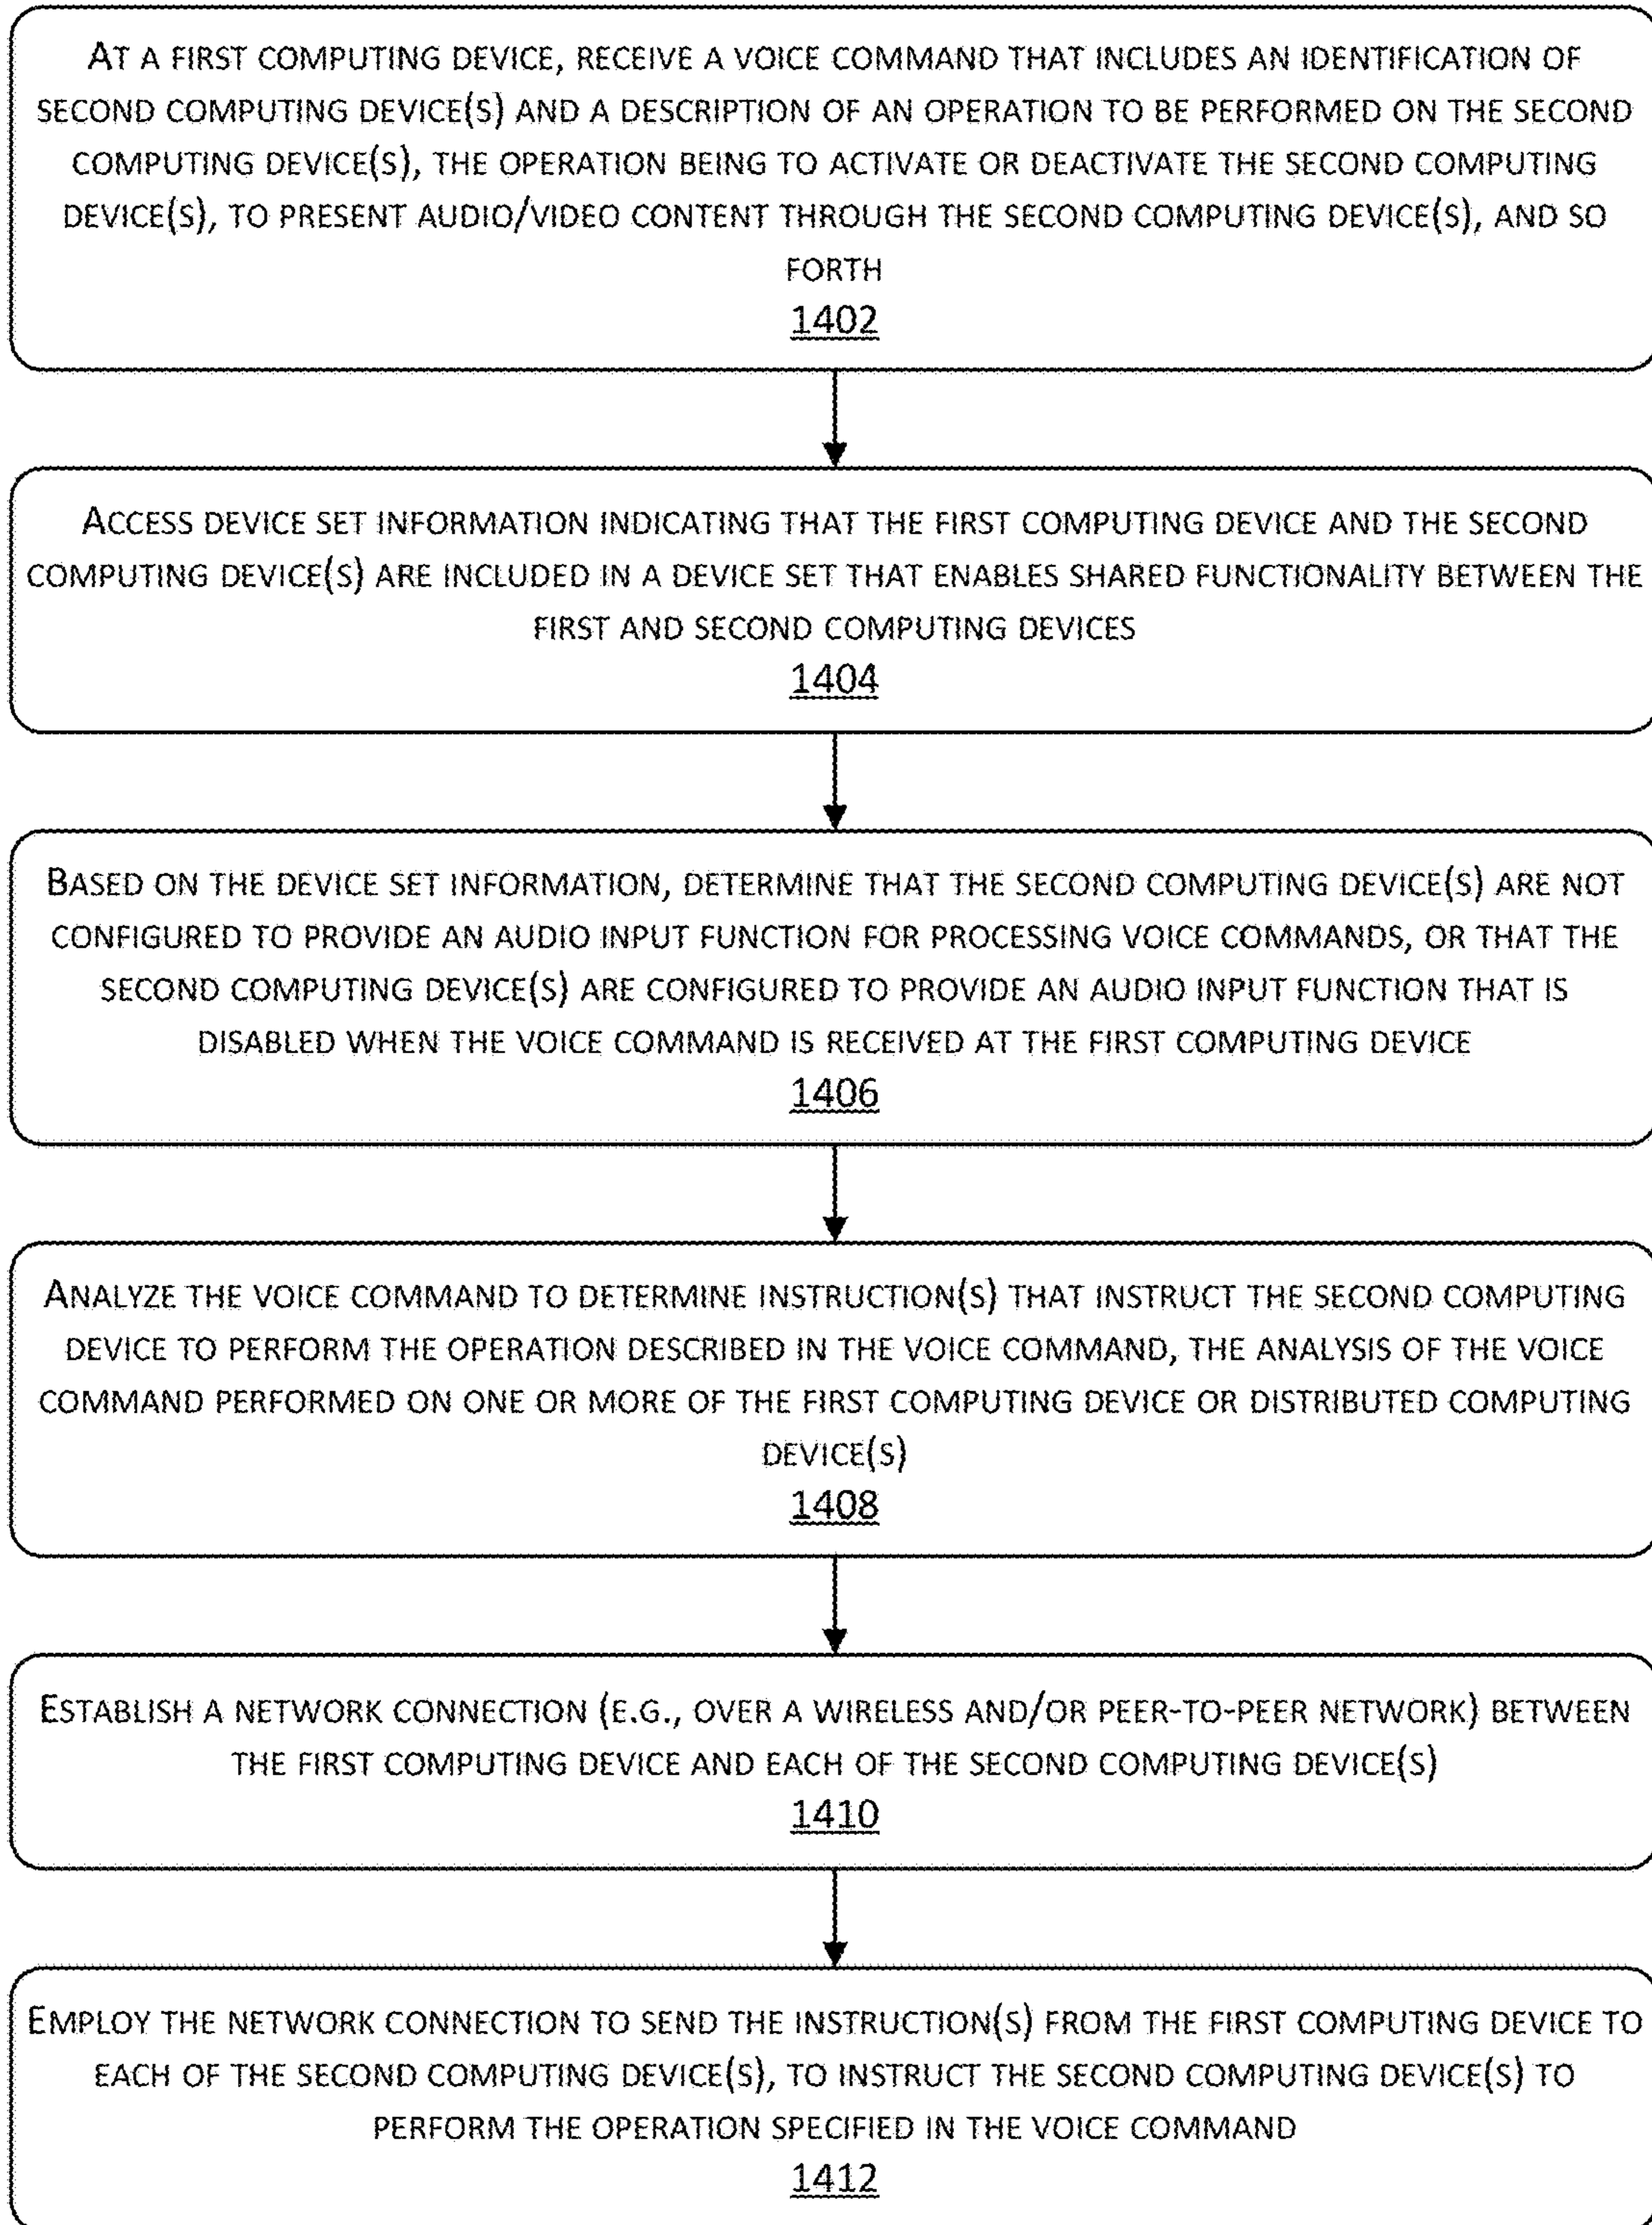 AT A FIRST COMPUTING DEVICE, RECEIVE A VOICE COMMAND THAT INCLUDES AN IDENTIFICATION OF
SECOND COMPUTING DEVICE(S) AND A DESCRIPTION OF AN OPERATION TO BE PERFORMED ON THE SECOND
COMPUTING DEVICE(S), THE OPERATION BEING TO ACTIVATE OR DEACTIVATE THE SECOND COMPUTING
DEVICE(S), TO PRESENT AUDIO/VIDEO CONTENT THROUGH THE SECOND COMPUTING DEVICE(S), AND SO
FORTH
1402
ACCESS DEVICE SET INFORMATION INDICATING THAT THE FIRST COMPUTING DEVICE AND THE SECOND
COMPUTING DEVICE(S) ARE INCLUDED IN A DEVICE SET THAT ENABLES SHARED FUNCTIONALITY BETWEEN THE
FIRST AND SECOND COMPUTING DEVICES
1404
BASED ON THE DEVICE SET INFORMATION, DETERMINE THAT THE SECOND COMPUTING DEVICE(S) ARE NOT
CONFIGURED TO PROVIDE AN AUDIO INPUT FUNCTION FOR PROCESSING VOICE COMMANDS, OR THAT THE
SECOND COMPUTING DEVICE(S) ARE CONFIGURED TO PROVIDE AN AUDIO INPUT FUNCTION THAT IS
DISABLED WHEN THE VOICE COMMAND IS RECEIVED AT THE FIRST COMPUTING DEVICE
1406
ANALYZE THE VOICE COMMAND TO DETERMINE INSTRUCTION(S) THAT INSTRUCT THE SECOND COMPUTING
DEVICE TO PERFORM THE OPERATION DESCRIBED IN THE VOICE COMMAND, THE ANALYSIS OF THE VOICE
COMMAND PERFORMED ON ONE OR MORE OF THE FIRST COMPUTING DEVICE OR DISTRIBUTED COMPUTING
DEVICE(S)
1408
ESTABLISH A NETWORK CONNECTION (E.G., OVER A WIRELESS AND/OR PEER-TO-PEER NETWORK) BETWEEN
THE FIRST COMPUTING DEVICE AND EACH OF THE SECOND COMPUTING DEVICE(S)
1410
EMPLOY THE NETWORK CONNECTION TO SEND THE INSTRUCTION(S) FROM THE FIRST COMPUTING DEVICE TO
EACH OF THE SECOND COMPUTING DEVICE(S), TO INSTRUCT THE SECOND COMPUTING DEVICE(S) TO
PERFORM THE OPERATION SPECIFIED IN THE VOICE COMMAND
1412